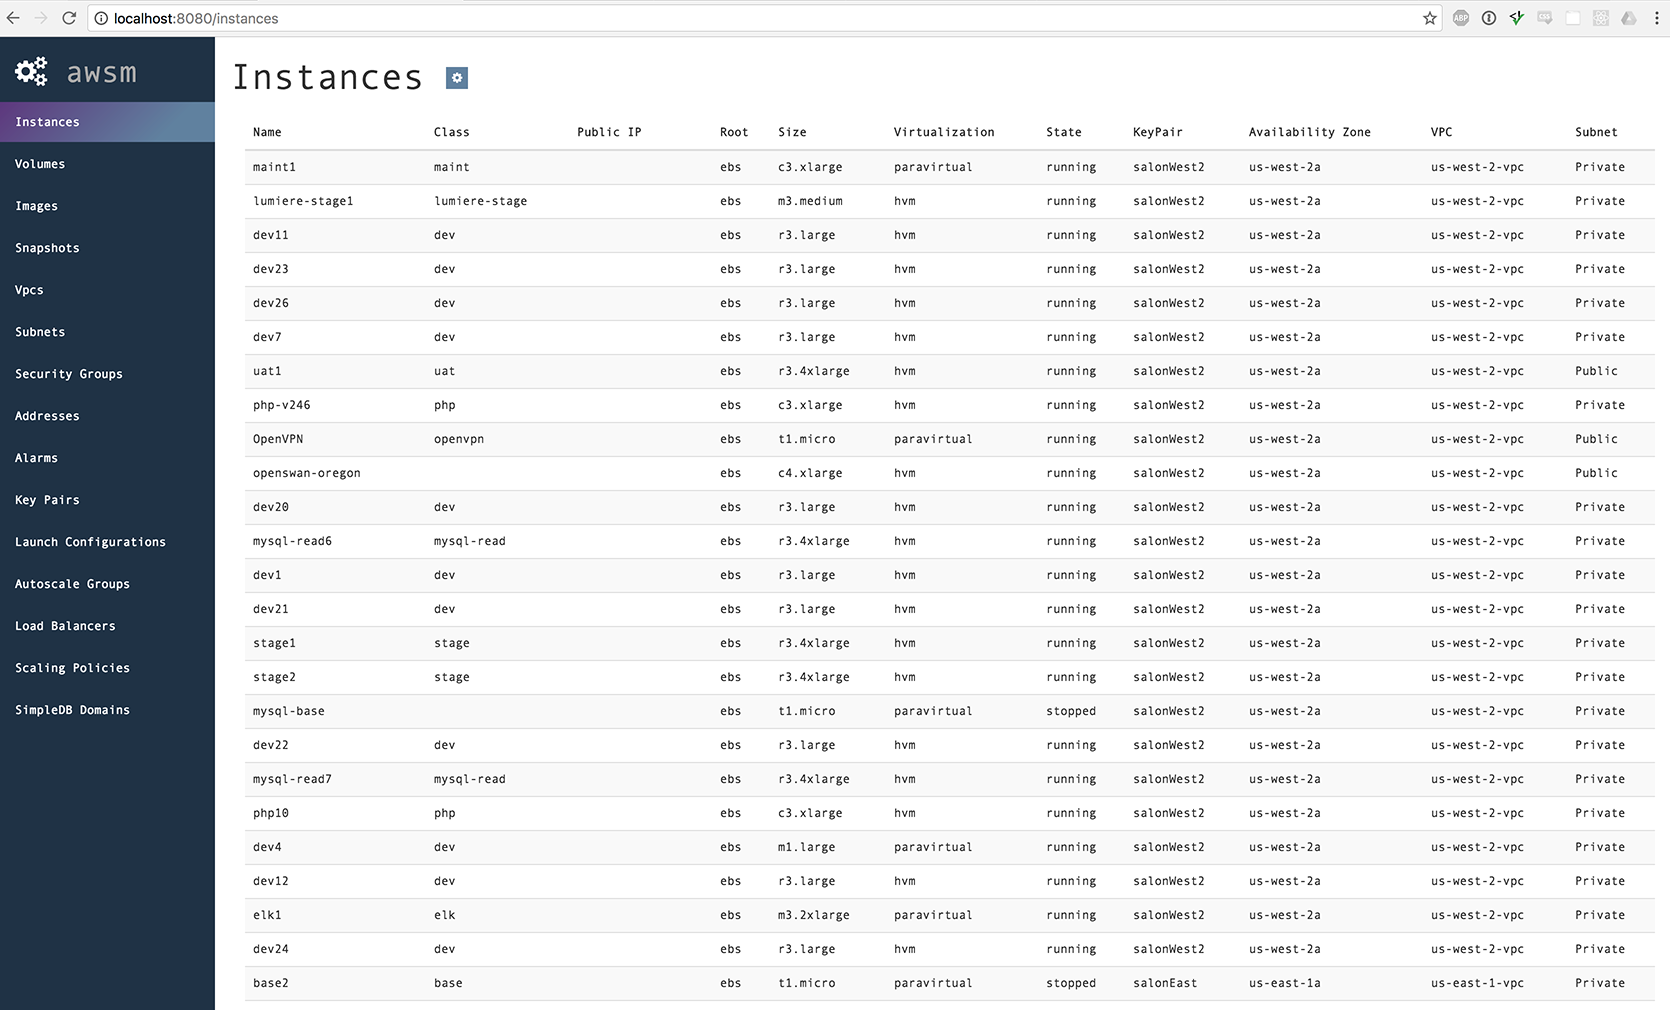 localhost:8080/instances
ABP
awsm
Instances
Volumes
Images
Snapshots
Vpcs
Subnets
Security Groups
Addresses
Alarms
Key Pairs
Launch Configurations
Autoscale Groups
Load Balancers
Scaling Policies
SimpleDB Domains
Instances
Name Class Public IP Root Size Virtualization State KeyPair Availability Zone VPC Subnet
maint1 maint ebs c3.xlarge paravirtual running salonWest2 us-west-2a us-west-2-vpc Private
lumiere-stage1 lumiere-stage ebs m3.medium hvm running salonWest2 us-west-2a us-west-2-vpc Private
dev11 dev ebs r3.large hvm running salonWest2 us-west-2a us-west-2-vpc Private
dev23 dev ebs r3.large hvm running salonWest2 us-west-2a us-west-2-vpc Private
dev26 dev ebs r3.large hvm running salonWest2 us-west-2a us-west-2-vpc Private
dev7 dev ebs r3.large hvm running salonWest2 us-west-2a us-west-2-vpc Private
uat1 uat ebs r3.4xlarge hvm running salonWest2 us-west-2a us-west-2-vpc Public
php-v246 php ebs c3.xlarge hvm running salonWest2 us-west-2a us-west-2-vpc Private
OpenVPN openvpn ebs t1.micro paravirtual running salonWest2 us-west-2a us-west-2-vpc Public
openswan-oregon ebs c4.xlarge hvm running salonWest2 us-west-2a us-west-2-vpc Public
dev20 dev ebs r3.large hvm running salonWest2 us-west-2a us-west-2-vpc Private
mysql-read6 mysql-read ebs r3.4xlarge hvm running salonWest2 us-west-2a us-west-2-vpc Private
dev1 dev ebs r3.large hvm running salonWest2 us-west-2a us-west-2-vpc Private
dev21 dev ebs r3.large hvm running salonWest2 us-west-2a us-west-2-vpc Private
stage1 stage ebs r3.4xlarge hvm running salonWest2 us-west-2a us-west-2-vpc Private
stage2 stage ebs r3.4xlarge hvm running salonWest2 us-west-2a us-west-2-vpc Private
mysql-base ebs t1.micro paravirtual stopped salonWest2 us-west-2a us-west-2-vpc Private
dev22 dev ebs r3.large hvm running salonWest2 us-west-2a us-west-2-vpc Private
mysql-read7 mysql-read ebs r3.4xlarge hvm running salonWest2 us-west-2a us-west-2-vpc Private
php10 php ebs c3.xlarge hvm running salonWest2 us-west-2a us-west-2-vpc Private
dev4 dev ebs m1.large paravirtual running salonWest2 us-west-2a us-west-2-vpc Private
dev12 dev ebs r3.large hvm running salonWest2 us-west-2a us-west-2-vpc Private
elk1 elk ebs m3.2xlarge paravirtual running salonWest2 us-west-2a us-west-2-vpc Private
dev24 dev ebs r3.large hvm running salonWest2 us-west-2a us-west-2-vpc Private
base2 base ebs t1.micro paravirtual stopped salonEast us-east-1a us-east-1-vpc Private